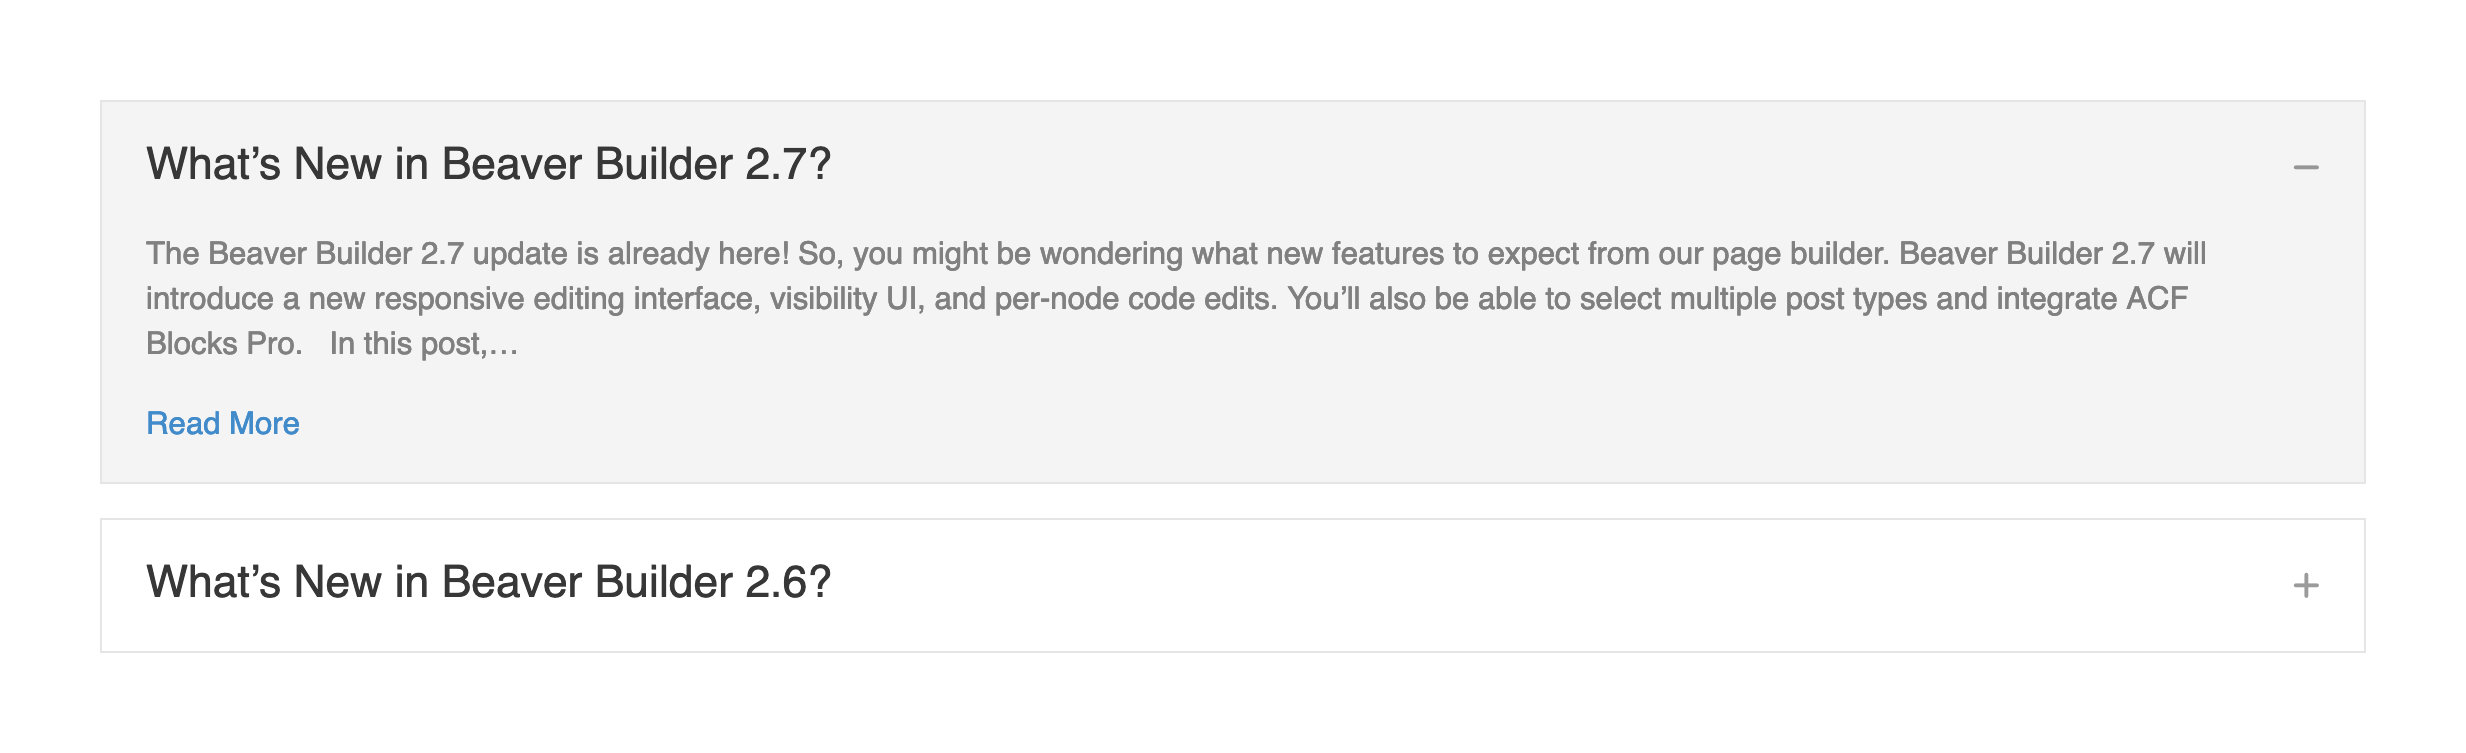 What’s New in Beaver Builder 2.7?
The Beaver Builder 2.7 update is already here! So, you might be wondering what new features to expect from our page builder. Beaver Builder 2.7 will
introduce a new responsive editing interface, visibility UI, and per-node code edits. You’ll also be able to select multiple post types and integrate ACF
Blocks Pro.   In this post,…
Read More
What’s New in Beaver Builder 2.6?